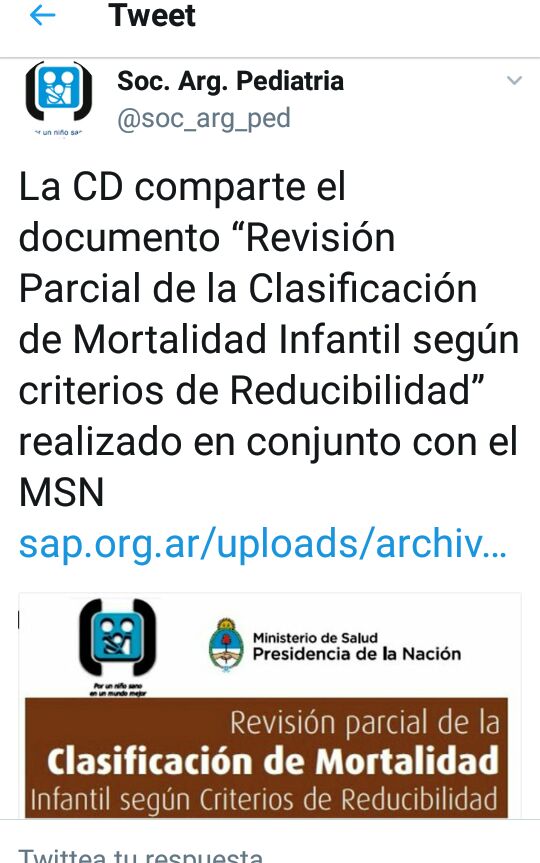 Tweet
Soc. Arg. Pediatria
@soc_arg_ped
La CD comparte el
documento “Revisión
Parcial de la Clasificación
de Mortalidad Infantil según
criterios de Reducibilidad”
realizado en conjunto con el
MSN
sap.org.ar/uploads/archiv...
Por un niño sano
en un mundo mejor
Ministerio de Salud
Presidencia de la Nación
Revisión parcial de la
Clasificación de Mortalidad
Infantil según Criterios de Reducibilidad
Twittea tu respuesta